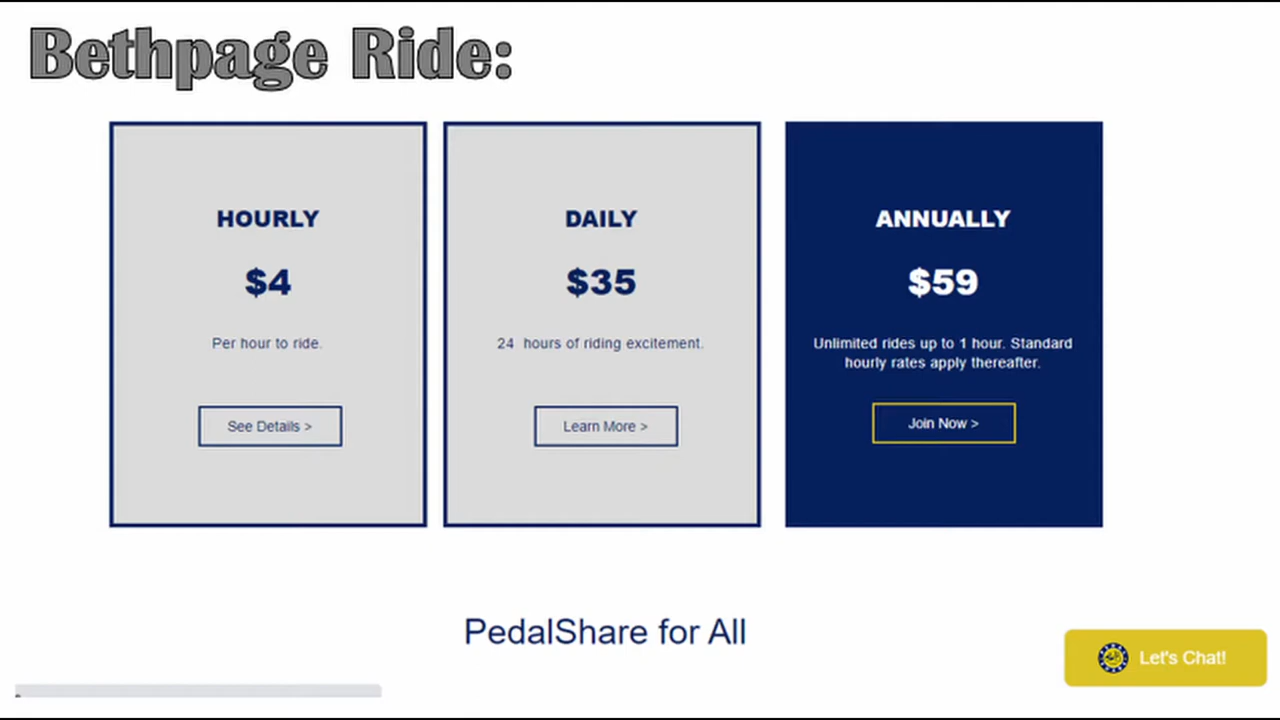 Bethpage Ride:
HOURLY
$4
Per hour to ride.
See Details >
DAILY
$35
24 hours of riding excitement.
Learn More >
ANNUALLY
$59
Unlimited rides up to 1 hour. Standard
hourly rates apply thereafter.
Join Now >
PedalShare for All
Let's Chat!